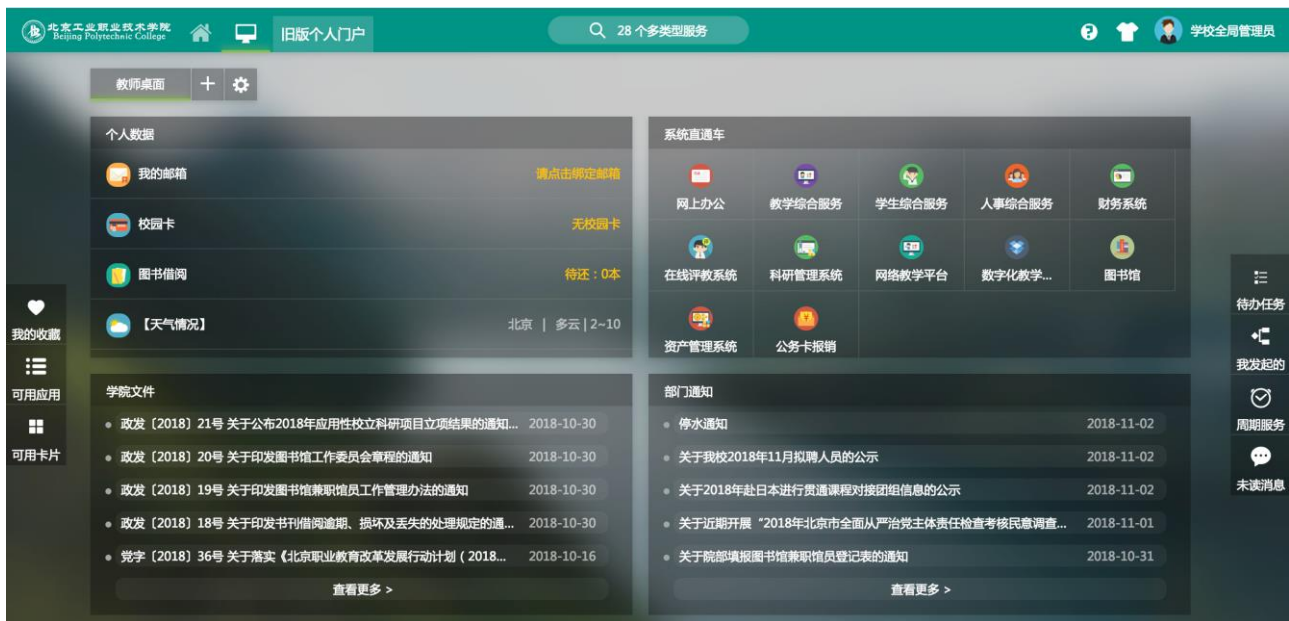 北京工业职业技术学院
Beijing Polytechnic College
旧版个人门户
28 个多类型服务
学校全局管理员
教师桌面
个人数据
我的邮箱 请点击绑定邮箱
校园卡 无校园卡
图书借阅 待还：0本
【天气情况】 北京 | 多云 | 2~10
系统直通车
网上办公 教学综合服务 学生综合服务 人事综合服务 财务系统
在线评教系统 科研管理系统 网络教学平台 数字化教学... 图书馆
资产管理系统 公务卡报销
我的收藏
可用应用
可用卡片
学院文件
政发〔2018〕21号 关于公布2018年应用性校立科研项目立项结果的通知... 2018-10-30
政发〔2018〕20号 关于印发图书馆工作委员会章程的通知 2018-10-30
政发〔2018〕19号 关于印发图书馆兼职馆员工作管理办法的通知 2018-10-30
政发〔2018〕18号 关于印发书刊借阅逾期、损坏及丢失的处理规定的通... 2018-10-30
党字〔2018〕36号 关于落实《北京职业教育改革发展行动计划（2018... 2018-10-16
查看更多 >
部门通知
停水通知 2018-11-02
关于我校2018年11月拟聘人员的公示 2018-11-02
关于2018年赴日本进行贯通课程对接团组信息的公示 2018-11-02
关于近期开展“2018年北京市全面从严治党主体责任检查考核民意调查... 2018-11-01
关于院部填报图书馆兼职馆员登记表的通知 2018-10-31
查看更多 >
待办任务
我发起的
周期服务
未读消息